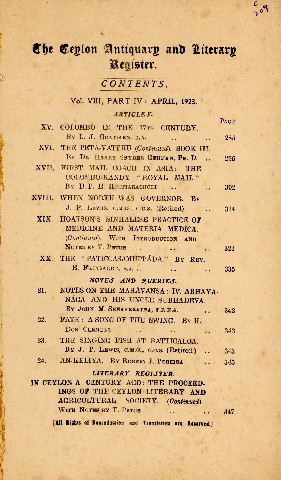 The Ceylon Antiquary and Literary
Register.
CONTENTS.
Vol. VIII, PART IV: APRIL, 1923.
ARTICLES.
PAGE
XV. COLOMBO IN THE 17TH CENTURY.
By L. J.
XVI. THE PETA-VATTHU (Continued). BOOK III.
By Dr. Henry Snyder Gehman, Ph. D. .. 296
XVII. FIRST MAIL COACH IN ASIA: THE
COLOMBO-KANDY "ROYAL MAIL"
By D. P. E. Hettiaratchi .. .. 302
XVIII. WHEN NORTH WAS GOVERNOR. By
J. P. Lewis, C.M.G., C.C.S. (Retired) .. 314
XIX. HOATSON'S SINHALESE PRACTICE OF
MEDICINE AND MATERIA MEDICA.
(Continued). With Introduction and
Notes by T. Petch .. .. 321
XX. THE "PATICCASAMUPPĀDA." By Rev.
335
NOTES AND QUERIES.
21. NOTES ON THE MAHAVANSA: IV. ABHAYA-
NÁGA AND HIS UNCLE SUBHADEVA.
By John M. Senaveratna, F.R.H.S. .. 342
22. A SONG OF THE SWING. By H.
Don Clement .. .. .. 343
23. THE SINGING FISH AT BATTICALOA.
By J. P. Lewis, C.M.G., C.C.S. (Retired) .. 345
24. AN-KELIYA. By Robert J. Pereira .. 345
LITERARY REGISTER.
IN CEYLON A CENTURY AGO: THE PROCEED-
INGS OF THE CEYLON LITERARY AND
AGRICULTURAL SOCIETY. (Continued)
With Notes by T. Petch .. .. 347
[All Rights of Reproduction and Translation are Reserved]